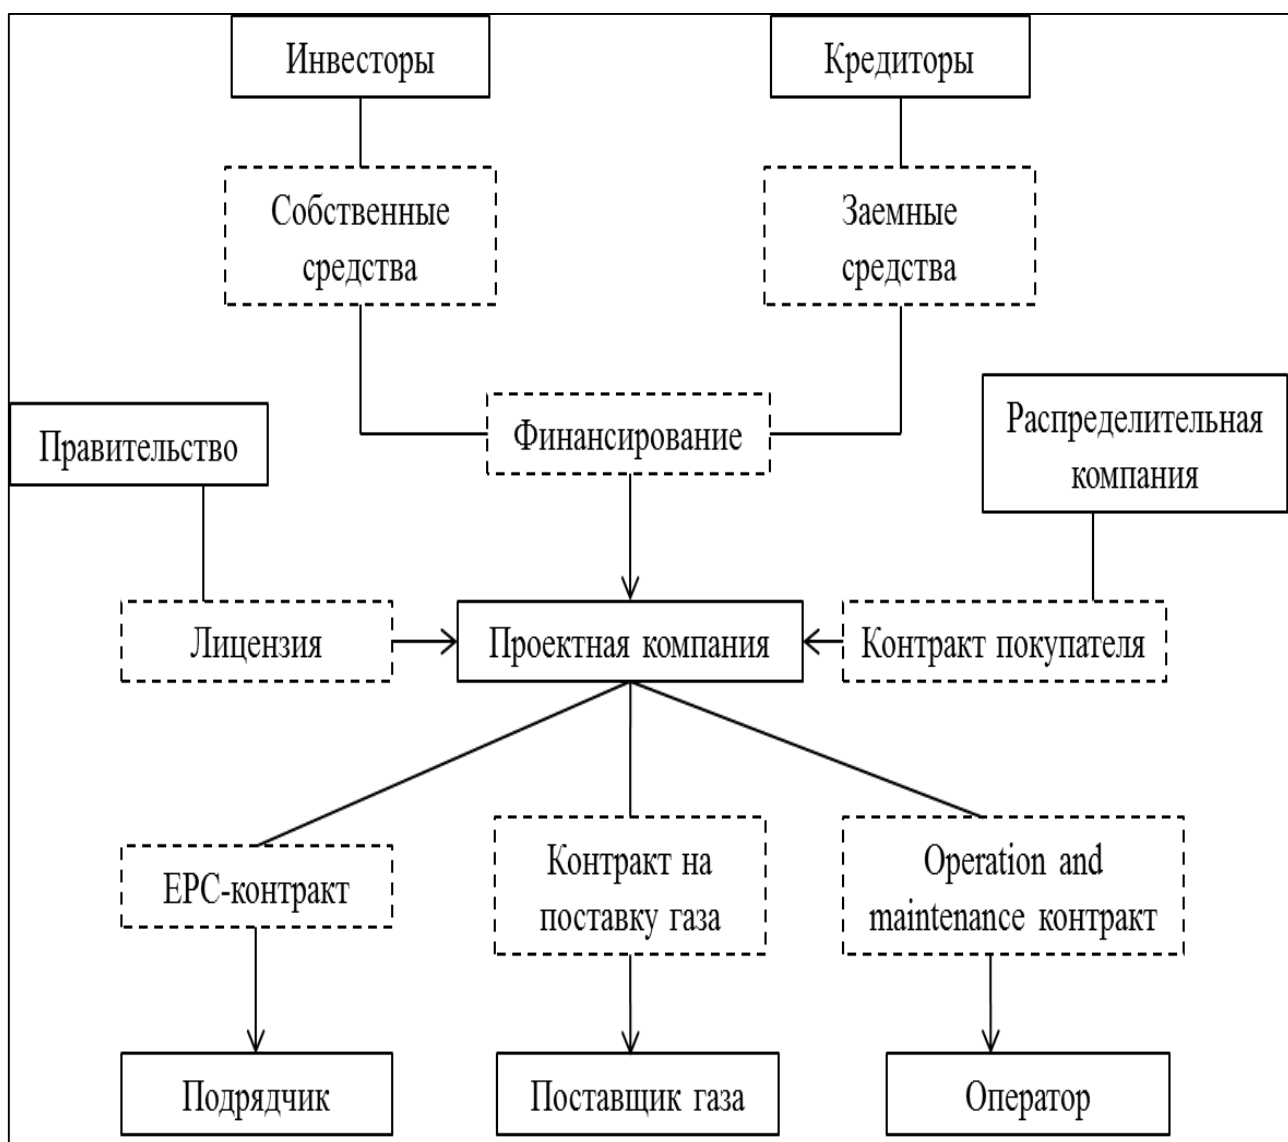 Инвесторы
Кредиторы
Собственные
средства
Заемные
средства
Правительство
Финансирование
Распределительная
компания
Лицензия
Проектная компания
Контракт покупателя
EPC-контракт
Контракт на
поставку газа
Operation and
maintenance контракт
Подрядчик
Поставщик газа
Оператор